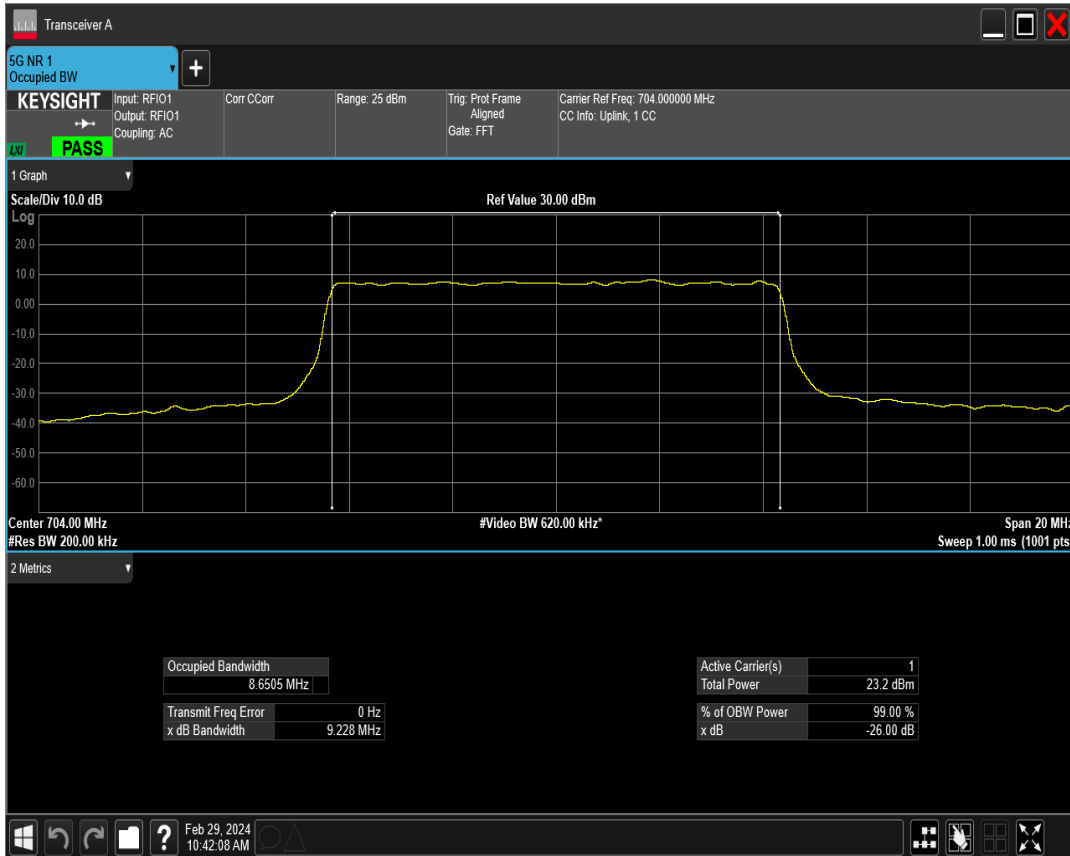 Transceiver A
5G NR 1
Occupied BW
+
KEYSIGHT
LXI
PASS
Input: RFIO1
Output: RFIO1
Coupling: AC
Corr CCorr
Range: 25 dBm
Trig: Prot Frame
Aligned
Gate: FFT
Carrier Ref Freq: 704.000000 MHz
CC Info: Uplink, 1 CC
1 Graph
Scale/Div 10.0 dB
Ref Value 30.00 dBm
Log
20.0
10.0
0.00
-10.0
-20.0
-30.0
-40.0
-50.0
-60.0
Center 704.00 MHz
#Video BW 620.00 kHz*
Span 20 MHz
#Res BW 200.00 kHz
Sweep 1.00 ms (1001 pts
2 Metrics
Occupied Bandwidth
8.6505 MHz
Transmit Freq Error 0 Hz
x dB Bandwidth 9.228 MHz
Active Carrier(s) 1
Total Power 23.2 dBm
% of OBW Power 99.00 %
x dB -26.00 dB
?
Feb 29, 2024
10:42:08 AM